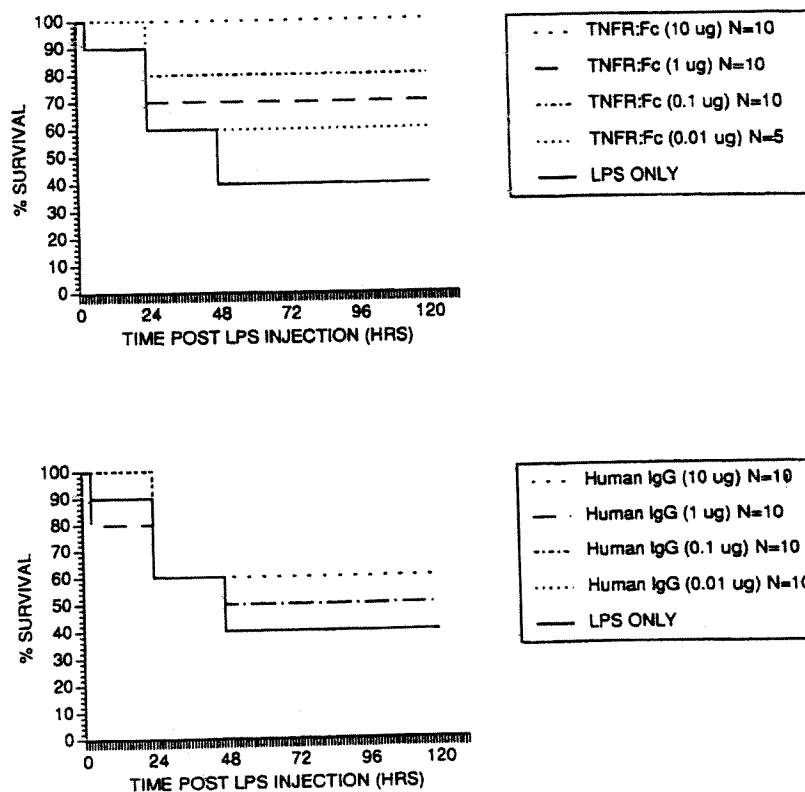 100
90
80
70
60
50
40
30
20
10
0
% SURVIVAL
0 24 48 72 96 120
TIME POST LPS INJECTION (HRS)
TNFR:Fc (10 ug) N=10
TNFR:Fc (1 ug) N=10
TNFR:Fc (0.1 ug) N=10
TNFR:Fc (0.01 ug) N=5
LPS ONLY
100
90
80
70
60
50
40
30
20
10
0
% SURVIVAL
0 24 48 72 96 120
TIME POST LPS INJECTION (HRS)
Human IgG (10 ug) N=10
Human IgG (1 ug) N=10
Human IgG (0.1 ug) N=10
Human IgG (0.01 ug) N=10
LPS ONLY